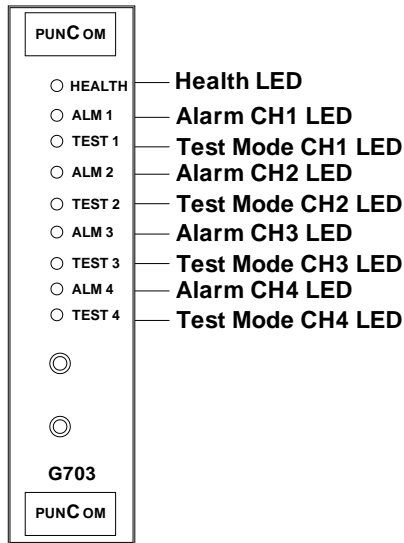 PUNCOM
HEALTH Health LED
ALM 1 Alarm CH1 LED
TEST 1 Test Mode CH1 LED
ALM 2 Alarm CH2 LED
TEST 2 Test Mode CH2 LED
ALM 3 Alarm CH3 LED
TEST 3 Test Mode CH3 LED
ALM 4 Alarm CH4 LED
TEST 4 Test Mode CH4 LED
G703
PUNCOM